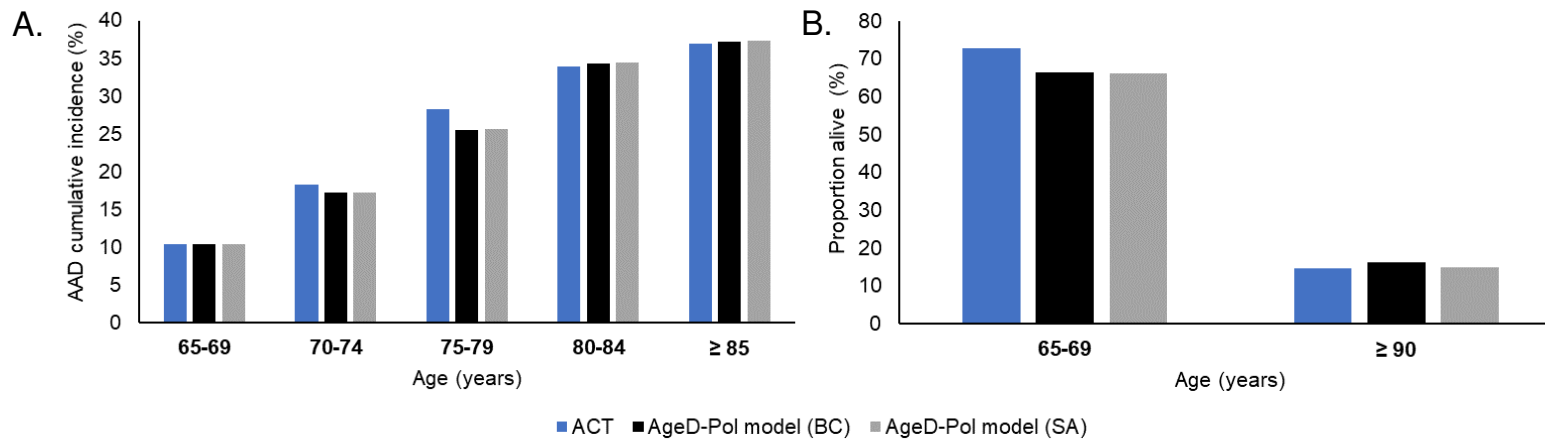 A.
AAD cumulative incidence (%)
40
35
30
25
20
15
10
5
0
65-69 70-74 75-79 80-84 ≥ 85
Age (years)
B.
Proportion alive (%)
80
70
60
50
40
30
20
10
0
65-69 ≥ 90
Age (years)
ACT AgeD-Pol model (BC) AgeD-Pol model (SA)